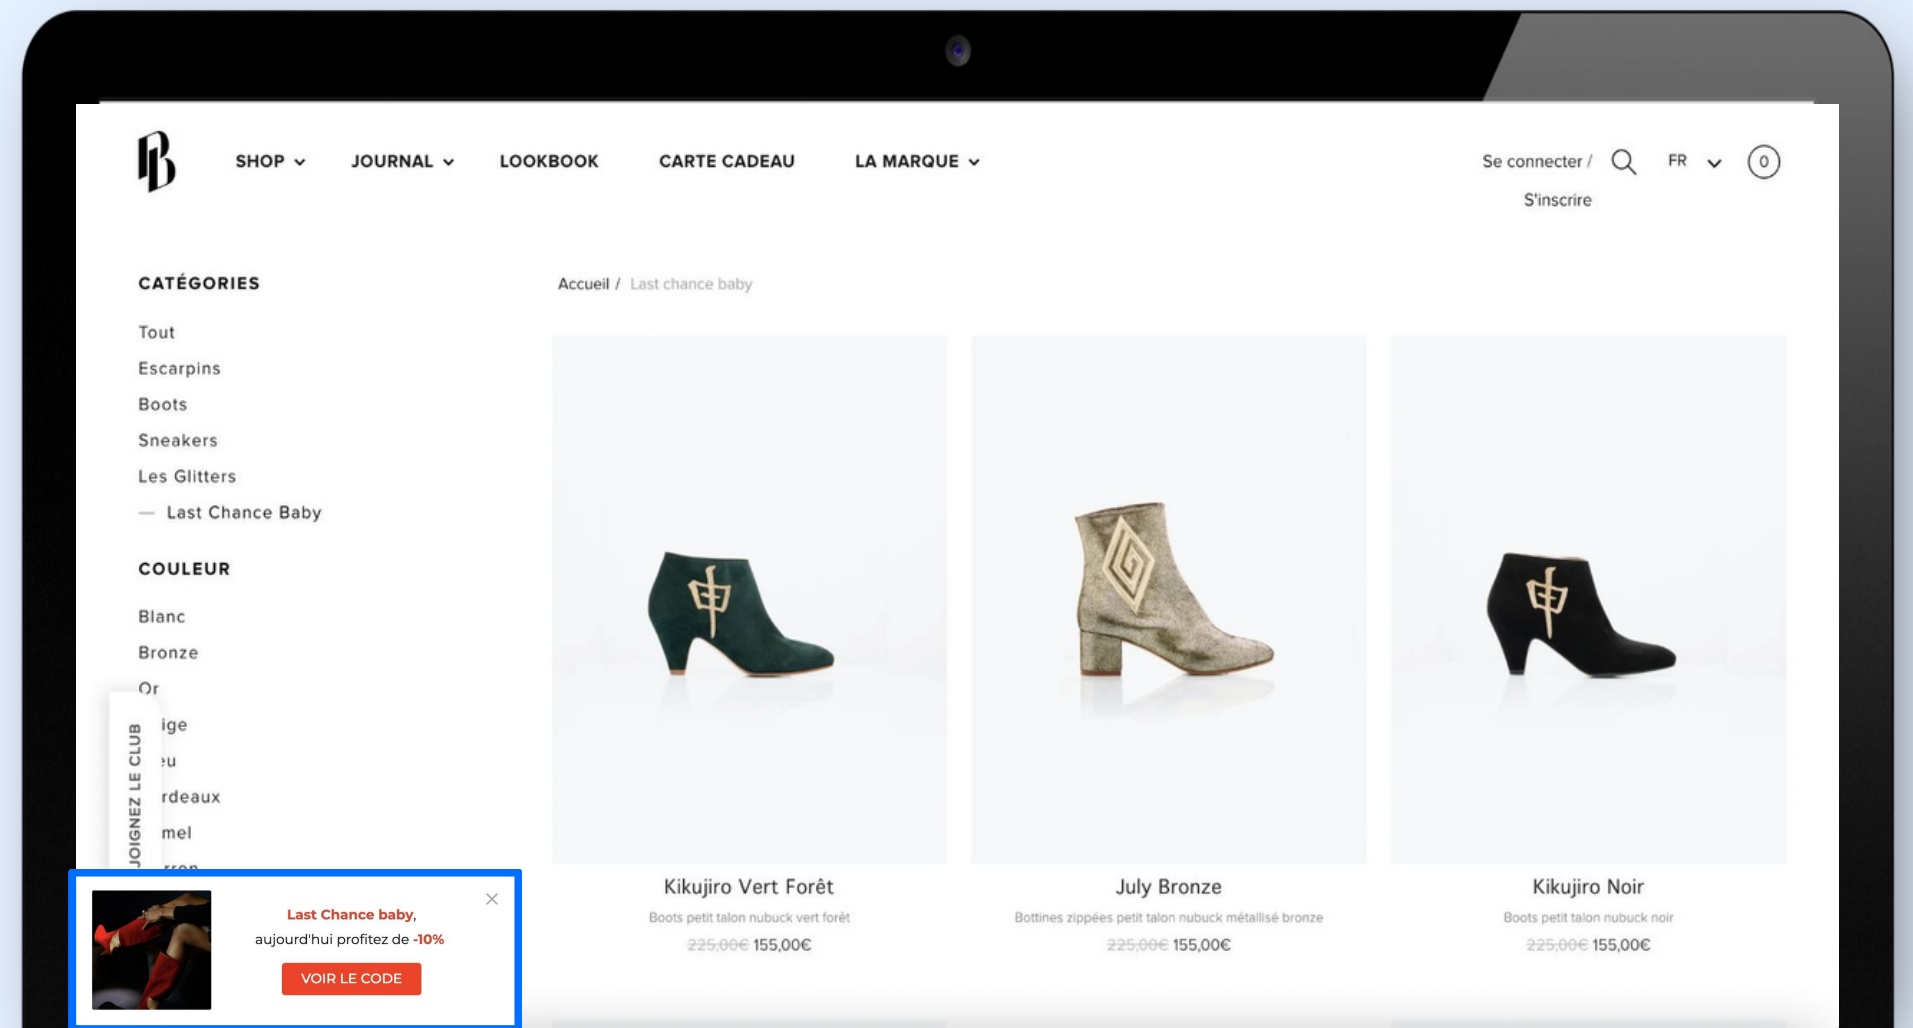 SHOP
JOURNAL
LOOKBOOK
CARTE CADEAU
LA MARQUE
Se connecter /
S'inscrire
FR
0
CATÉGORIES
Tout
Escarpins
Boots
Sneakers
Les Glitters
— Last Chance Baby
COULEUR
Blanc
Bronze
Or
JOIGNEZ LE CLUB
Accueil / Last chance baby
Kikujiro Vert Forêt
Boots petit talon nubuck vert forêt
225,00€ 155,00€
July Bronze
Bottines zippées petit talon nubuck métallisé bronze
225,00€ 155,00€
Kikujiro Noir
Boots petit talon nubuck noir
225,00€ 155,00€
Last Chance baby,
aujourd'hui profitez de -10%
VOIR LE CODE